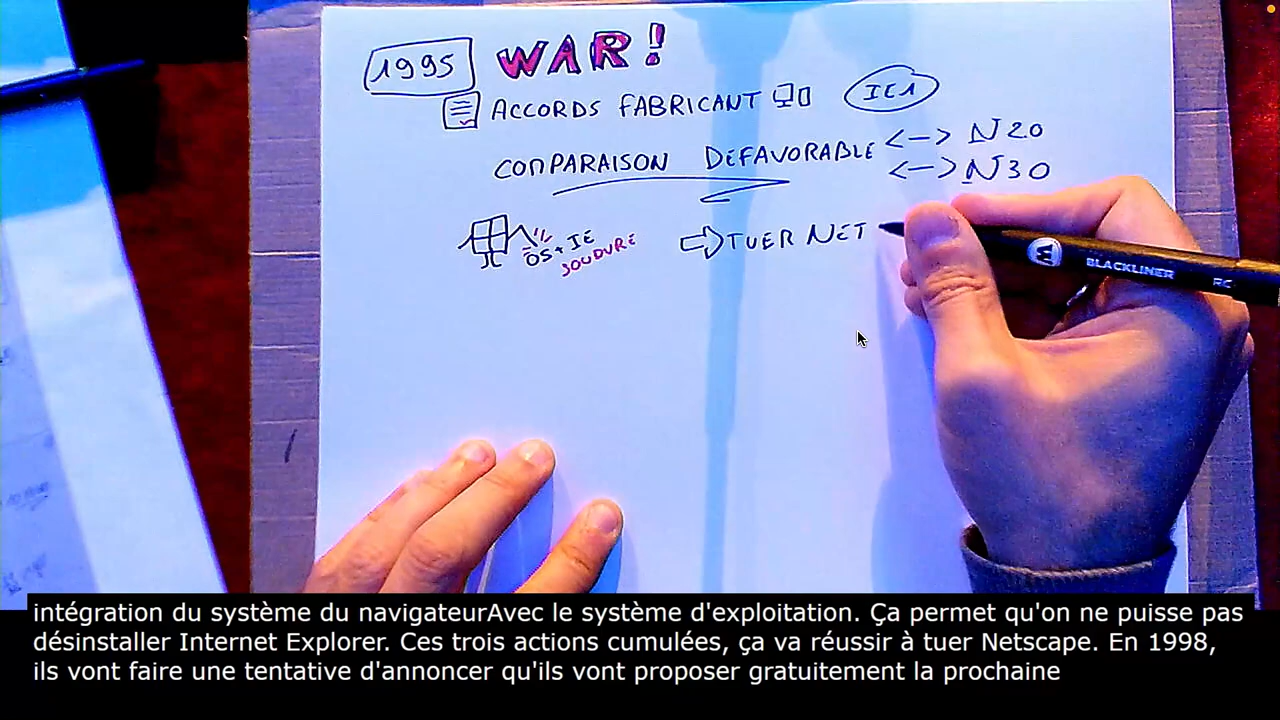 1995 WAR!
ACCORDS FABRICANT IE1
COMPARAISON DEFAVORABLE <--> N20
<--> N30
OS+IE
SOUDURE
TUER NET
BLACKLINER
intégration du système du navigateurAvec le système d'exploitation. Ça permet qu'on ne puisse pas
désinstaller Internet Explorer. Ces trois actions cumulées, ça va réussir à tuer Netscape. En 1998,
ils vont faire une tentative d'annoncer qu'ils vont proposer gratuitement la prochaine